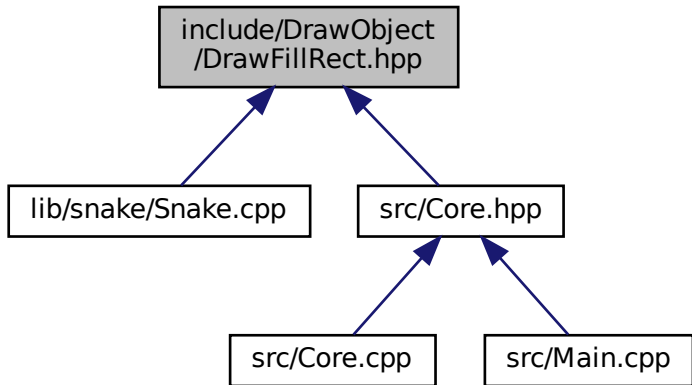 include/DrawObject
/DrawFillRect.hpp
lib/snake/Snake.cpp
src/Core.hpp
src/Core.cpp
src/Main.cpp